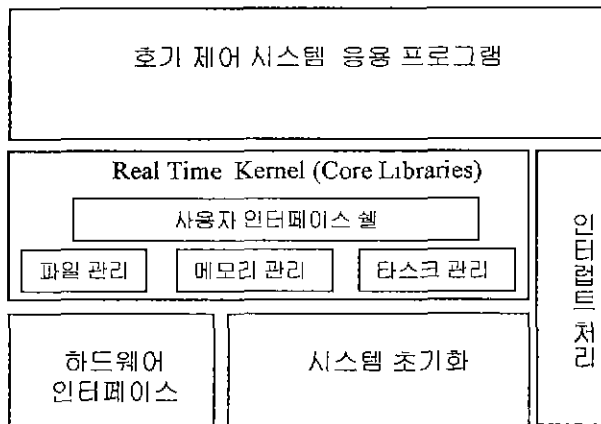 호기 제어 시스템 응용 프로그램
Real Time Kernel (Core Libraries)
사용자 인터페이스 쉘
파일 관리
메모리 관리
타스크 관리
인터럽트 처리
하드웨어
인터페이스
시스템 초기화